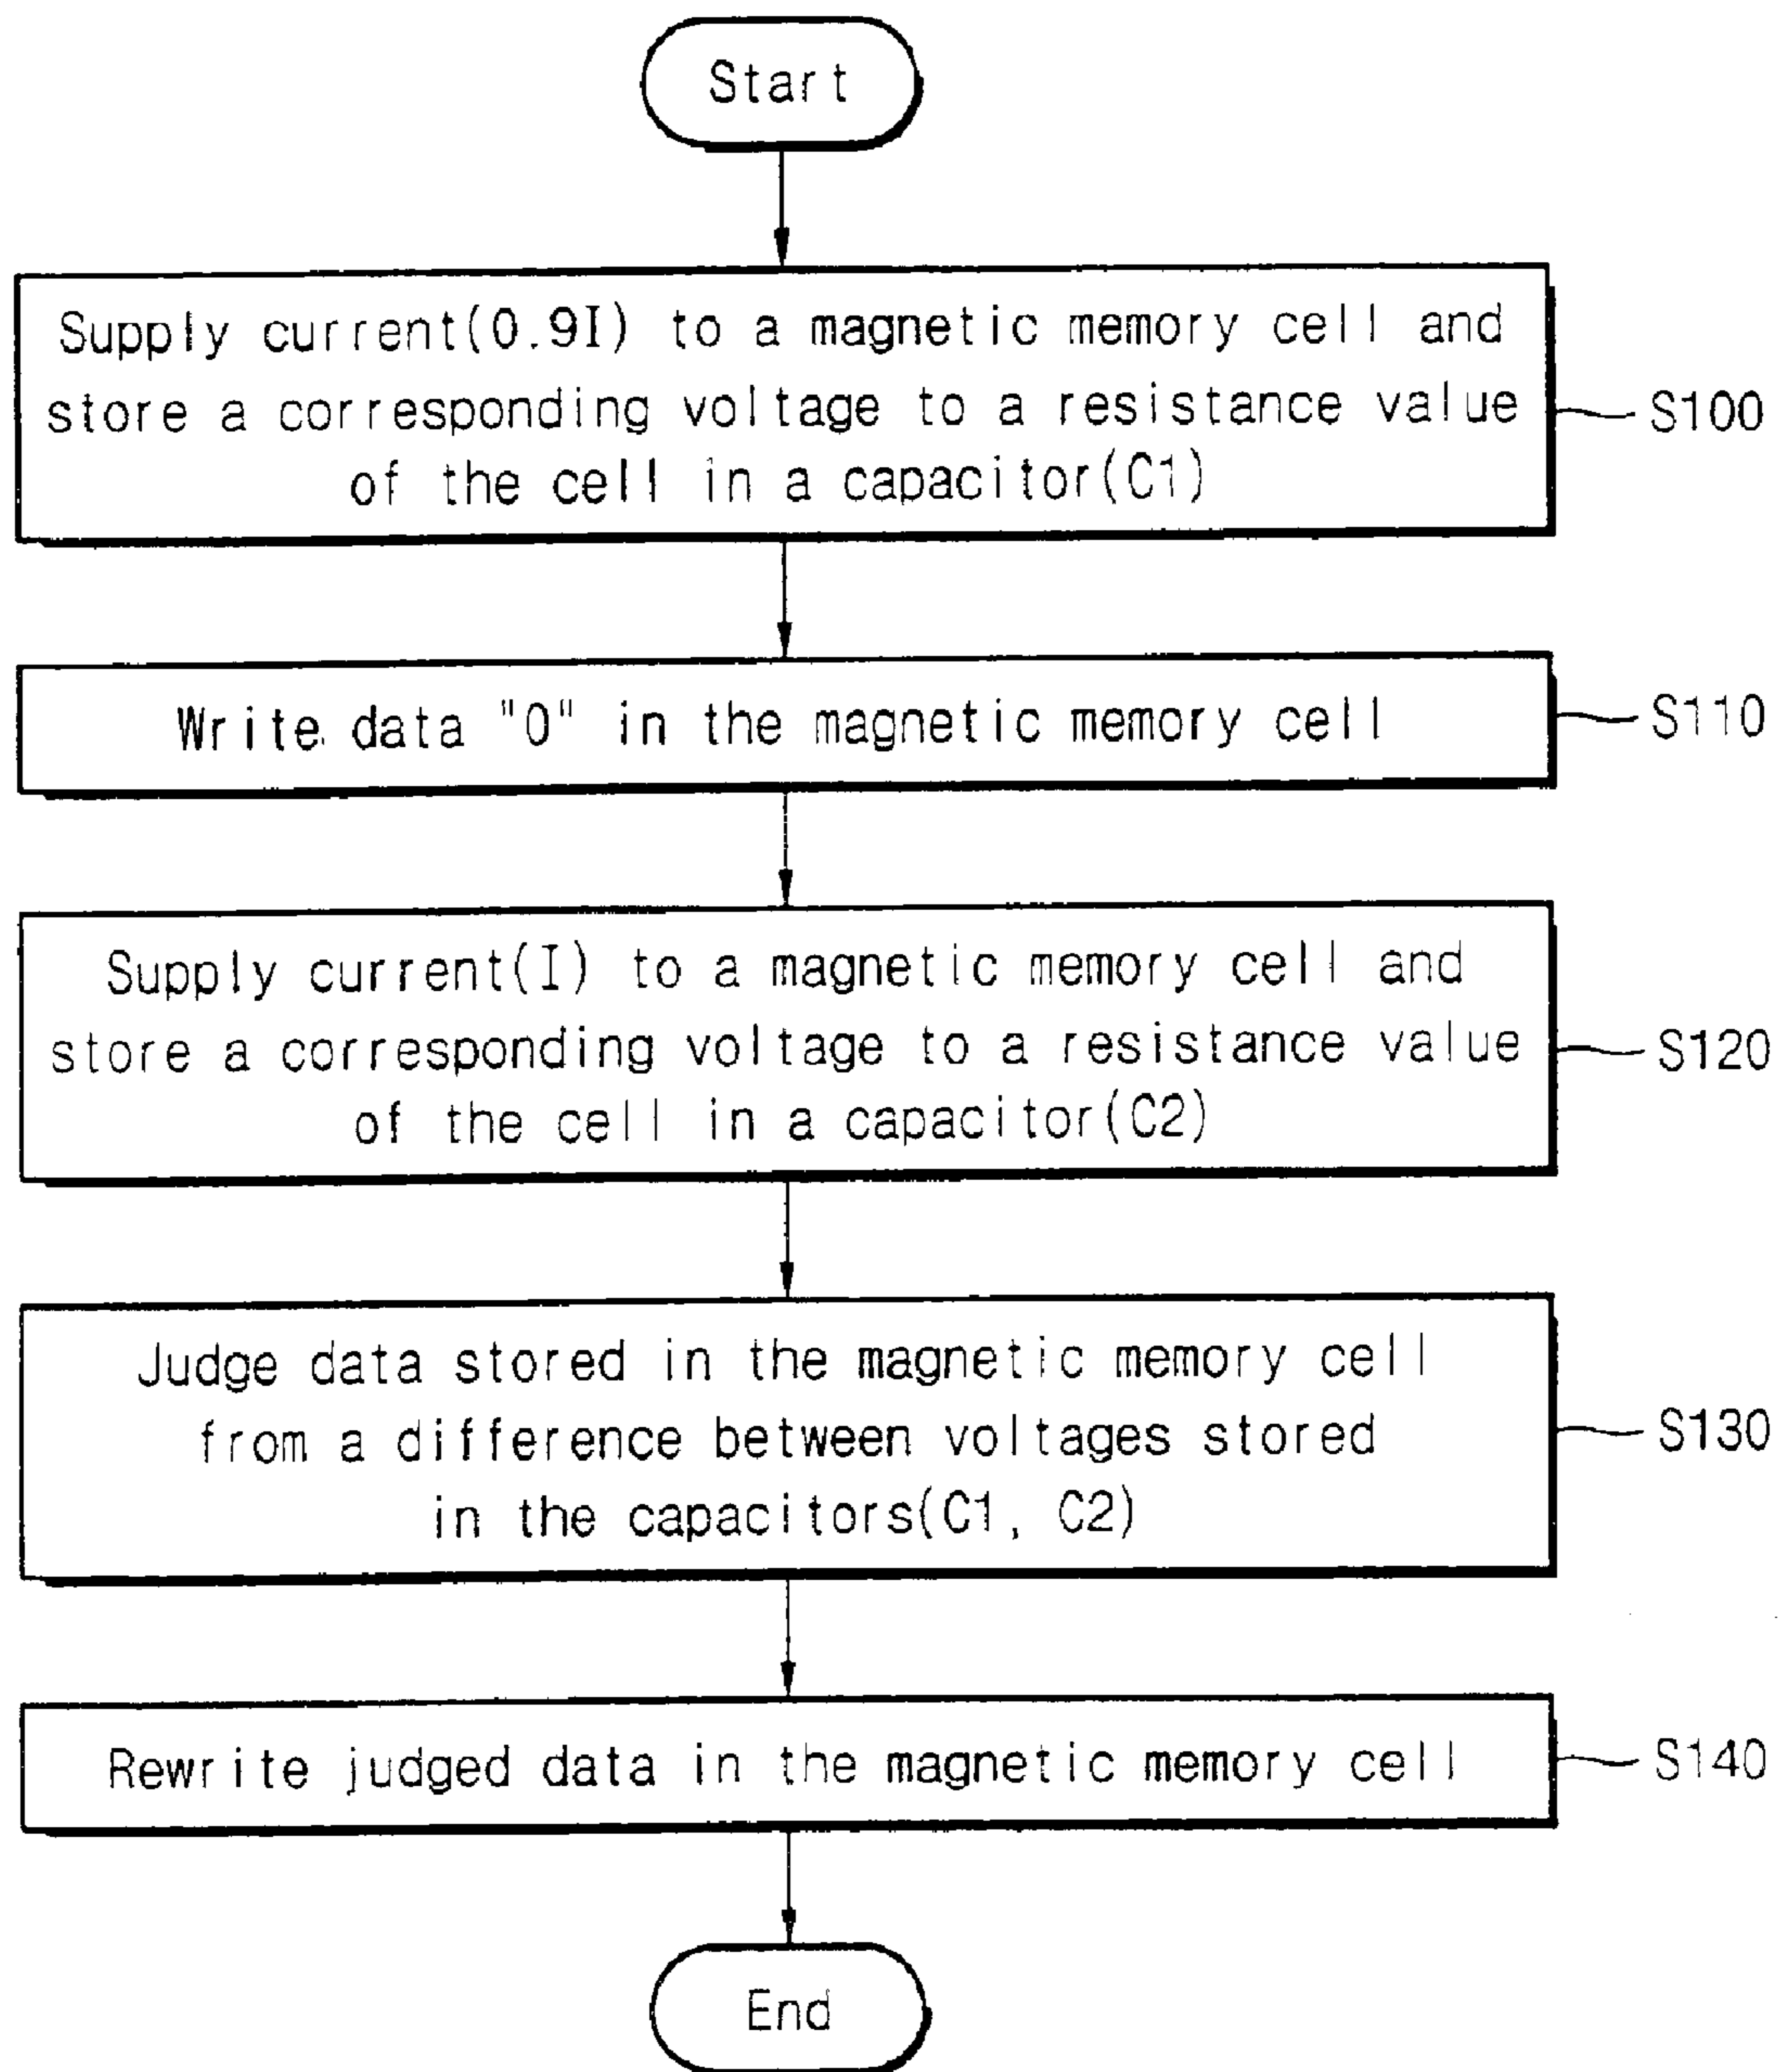 Start
Supply current(0.9I) to a magnetic memory cell and
store a corresponding voltage to a resistance value
of the cell in a capacitor(C1)
S100
Write data "0" in the magnetic memory cell
S110
Supply current(I) to a magnetic memory cell and
store a corresponding voltage to a resistance value
of the cell in a capacitor(C2)
S120
Judge data stored in the magnetic memory cell
from a difference between voltages stored
in the capacitors(C1, C2)
S130
Rewrite judged data in the magnetic memory cell
S140
End